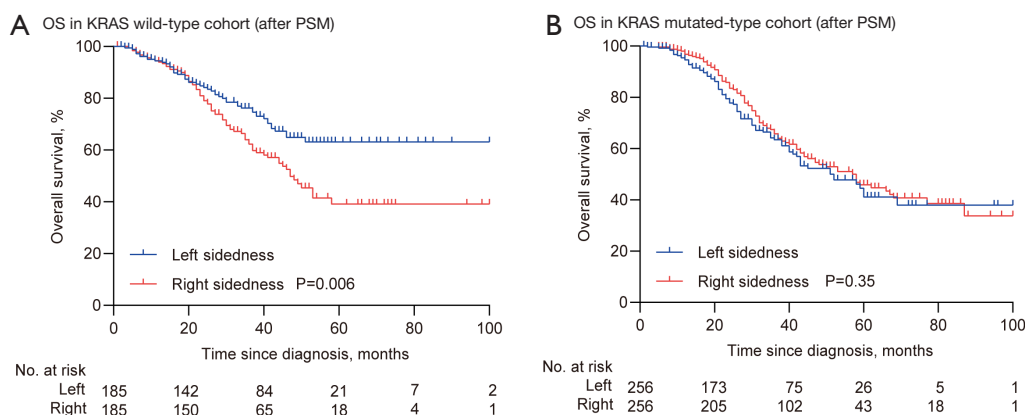 A OS in KRAS wild-type cohort (after PSM)
100
80
60
40
20
0
Overall survival, %
Left sidedness
Right sidedness P=0.006
0 20 40 60 80 100
Time since diagnosis, months
No. at risk
Left 185 142 84 21 7 2
Right 185 150 65 18 4 1
B OS in KRAS mutated-type cohort (after PSM)
100
80
60
40
20
0
Overall survival, %
Left sidedness
Right sidedness P=0.35
0 20 40 60 80 100
Time since diagnosis, months
No. at risk
Left 256 173 75 26 5 1
Right 256 205 102 43 18 1